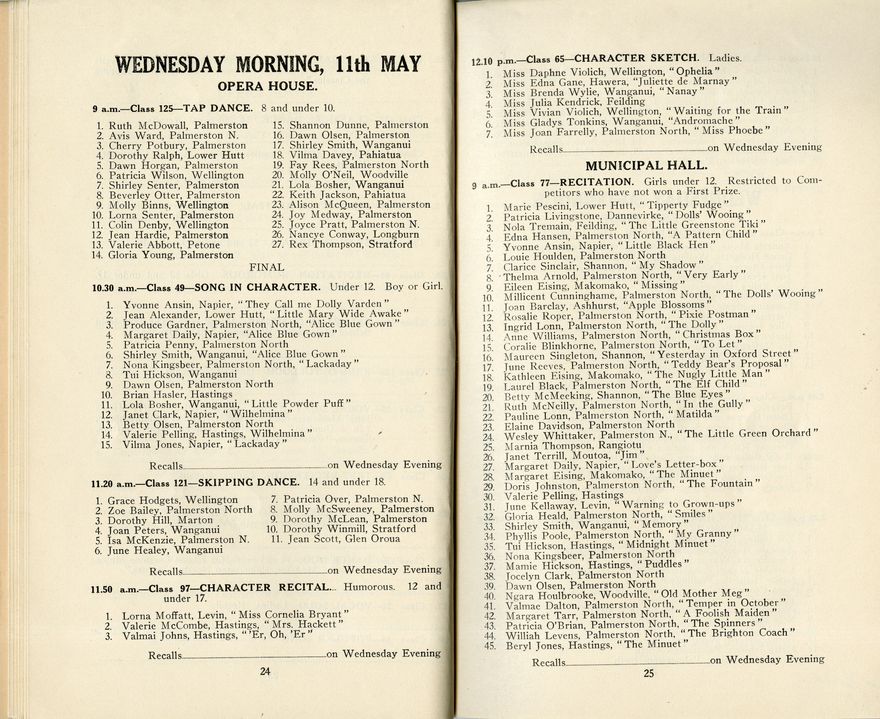 WEDNESDAY MORNING, 11th MAY
OPERA HOUSE.
9 a.m.—Class 125—TAP DANCE. 8 and under 10.
1. Ruth McDowall, Palmerston
2. Avis Ward, Palmerston N.
3. Cherry Potbury, Palmerston
4. Dorothy Ralph, Lower Hutt
5. Dawn Horgan, Palmerston
6. Patricia Wilson, Wellington
7. Shirley Senter, Palmerston
8. Beverley Otter, Palmerston
9. Molly Binns, Wellington
10. Lorna Senter, Palmerston
11. Colin Denby, Wellington
12. Jean Hardie, Palmerston
13. Valerie Abbott, Petone
14. Gloria Young, Palmerston
15. Shannon Dunne, Palmerston
16. Dawn Olsen, Palmerston
17. Shirley Smith, Wanganui
18. Vilma Davey, Pahiatua
19. Fay Rees, Palmerston North
20. Molly O'Neil, Woodville
21. Lola Bosher, Wanganui
22. Keith Jackson, Pahiatua
23. Alison McQueen, Palmerston
24. Joy Medway, Palmerston
25. Joyce Pratt, Palmerston N.
26. Nancye Conway, Longburn
27. Rex Thompson, Stratford
FINAL
10.30 a.m.—Class 49—SONG IN CHARACTER. Under 12. Boy or Girl.
1. Yvonne Ansin, Napier, "They Call me Dolly Varden"
2. Jean Alexander, Lower Hutt, "Little Mary Wide Awake"
3. Produce Gardner, Palmerston North, "Alice Blue Gown"
4. Margaret Daily, Napier, "Alice Blue Gown"
5. Patricia Penny, Palmerston North
6. Shirley Smith, Wanganui, "Alice Blue Gown"
7. Nona Kingsbeer, Palmerston North, "Lackaday"
8. Tui Hickson, Wanganui
9. Dawn Olsen, Palmerston North
10. Brian Hasler, Hastings
11. Lola Bosher, Wanganui, "Little Powder Puff"
12. Janet Clark, Napier, "Wilhelmina"
13. Betty Olsen, Palmerston North
14. Valerie Pelling, Hastings, Wilhelmina"
15. Vilma Jones, Napier, "Lackaday"
Recalls on Wednesday Evening
11.20 a.m.—Class 121—SKIPPING DANCE. 14 and under 18.
1. Grace Hodgets, Wellington
2. Zoe Bailey, Palmerston North
3. Dorothy Hill, Marton
4. Joan Peters, Wanganui
5. Isa McKenzie, Palmerston N.
6. June Healey, Wanganui
7. Patricia Over, Palmerston N.
8. Molly McSweeney, Palmerston
9. Dorothy McLean, Palmerston
10. Dorothy Winmill, Stratford
11. Jean Scott, Glen Oroua
Recalls on Wednesday Evening
11.50 a.m.—Class 97—CHARACTER RECITAL. Humorous. 12 and
under 17.
1. Lorna Moffatt, Levin, "Miss Cornelia Bryant"
2. Valerie McCombe, Hastings, "Mrs. Hackett"
3. Valmai Johns, Hastings, "'Er, Oh, 'Er"
Recalls on Wednesday Evening
24
12.10 p.m.—Class 65—CHARACTER SKETCH. Ladies.
1. Miss Daphne Violich, Wellington, "Ophelia"
2. Miss Edna Gane, Hawera, "Juliette de Marnay"
3. Miss Brenda Wylie, Wanganui, "Nanay"
4. Miss Julia Kendrick, Feilding
5. Miss Vivian Violich, Wellington, "Waiting for the Train"
6. Miss Gladys Tonkins, Wanganui, "Andromache"
7. Miss Joan Farrelly, Palmerston North, "Miss Phoebe"
Recalls on Wednesday Evening
MUNICIPAL HALL.
9 a.m.—Class 77—RECITATION. Girls under 12. Restricted to Com-
petitors who have not won a First Prize.
1. Marie Pescini, Lower Hutt, "Tipperty Fudge"
2. Patricia Livingstone, Dannevirke, "Dolls' Wooing"
3. Nola Tremain, Feilding, "The Little Greenstone Tiki"
4. Edna Hansen, Palmerston North, "A Pattern Child"
5. Yvonne Ansin, Napier, "Little Black Hen"
6. Louie Houlden, Palmerston North
7. Clarice Sinclair, Shannon, "My Shadow"
8. Thelma Arnold, Palmerston North, "Very Early"
9. Eileen Eising, Makomako, "Missing"
10. Millicent Cunninghame, Palmerston North, "The Dolls' Wooing"
11. Joan Barclay, Ashhurst, "Apple Blossoms"
12. Rosalie Roper, Palmerston North, "Pixie Postman"
13. Ingrid Lonn, Palmerston North, "The Dolly"
14. Anne Williams, Palmerston North, "Christmas Box"
15. Coralie Blinkhorne, Palmerston North, "To Let"
16. Maureen Singleton, Shannon, "Yesterday in Oxford Street"
17. June Reeves, Palmerston North, "Teddy Bear's Proposal"
18. Kathleen Eising, Makomako, "The Nugly Little Man"
19. Laurel Black, Palmerston North, "The Elf Child"
20. Betty McMeeking, Shannon, "The Blue Eyes"
21. Ruth McNeilly, Palmerston North, "In the Gully"
22. Pauline Lonn, Palmerston North, "Matilda"
23. Elaine Davidson, Palmerston North
24. Wesley Whittaker, Palmerston N., "The Little Green Orchard"
25. Marnia Thompson, Rangiotu
26. Janet Terrill, Moutoa, "Jim"
27. Margaret Daily, Napier, "Love's Letter-box"
28. Margaret Eising, Makomako, "The Minuet"
29. Doris Johnston, Palmerston North, "The Fountain"
30. Valerie Pelling, Hastings
31. June Kellaway, Levin, "Warning to Grown-ups"
32. Gloria Heald, Palmerston North, "Smiles"
33. Shirley Smith, Wanganui, "Memory"
34. Phyllis Poole, Palmerston North, "My Granny"
35. Tui Hickson, Hastings, "Midnight Minuet"
36. Nona Kingsbeer, Palmerston North
37. Mamie Hickson, Hastings, "Puddles"
38. Jocelyn Clark, Palmerston North
39. Dawn Olsen, Palmerston North
40. Ngara Houlbrooke, Woodville, "Old Mother Meg"
41. Valmae Dalton, Palmerston North, "Temper in October"
42. Margaret Tarr, Palmerston North, "A Foolish Maiden"
43. Patricia O'Brian, Palmerston North, "The Spinners"
44. Williah Levens, Palmerston North, "The Brighton Coach"
45. Beryl Jones, Hastings, "The Minuet"
Recalls on Wednesday Evening
25